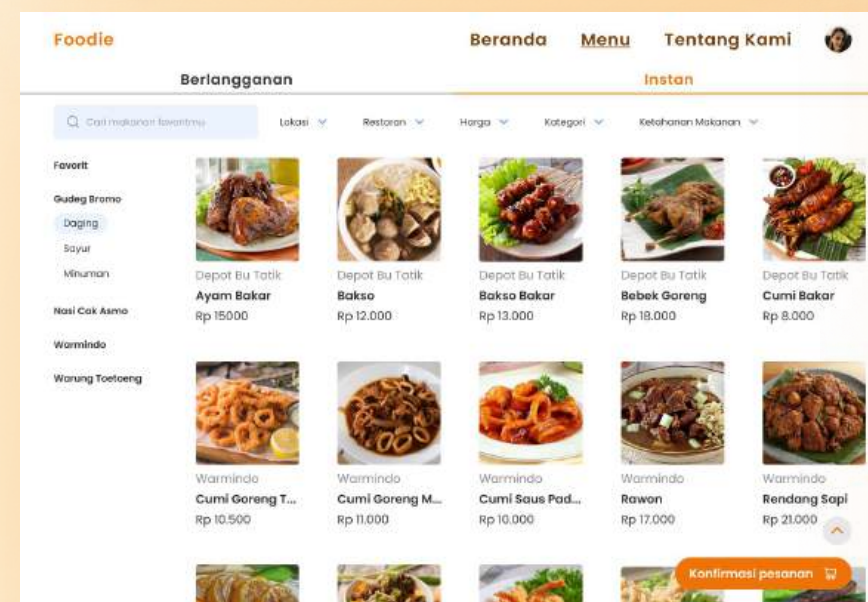 Foodie
Beranda Menu Tentang Kami
Berlangganan Instan
Cari makanan favoritmu Lokasi Restoran Harga Kategori Ketahanan Makanan
Favorit
Gudeg Bromo
Daging
Sayur
Minuman
Nasi Cak Asmo
Warmindo
Warung Toetoeng
Depot Bu Tatik Depot Bu Tatik Depot Bu Tatik Depot Bu Tatik Depot Bu Tatik
Ayam Bakar Bakso Bakso Bakar Bebek Goreng Cumi Bakar
Rp 15000 Rp 12.000 Rp 13.000 Rp 18.000 Rp 8.000
Warmindo Warmindo Warmindo Warmindo Warmindo
Cumi Goreng T... Cumi Goreng M... Cumi Saus Pad... Rawon Rendang Sapi
Rp 10.500 Rp 11.000 Rp 10.000 Rp 17.000 Rp 21.000
Konfirmasi pesanan